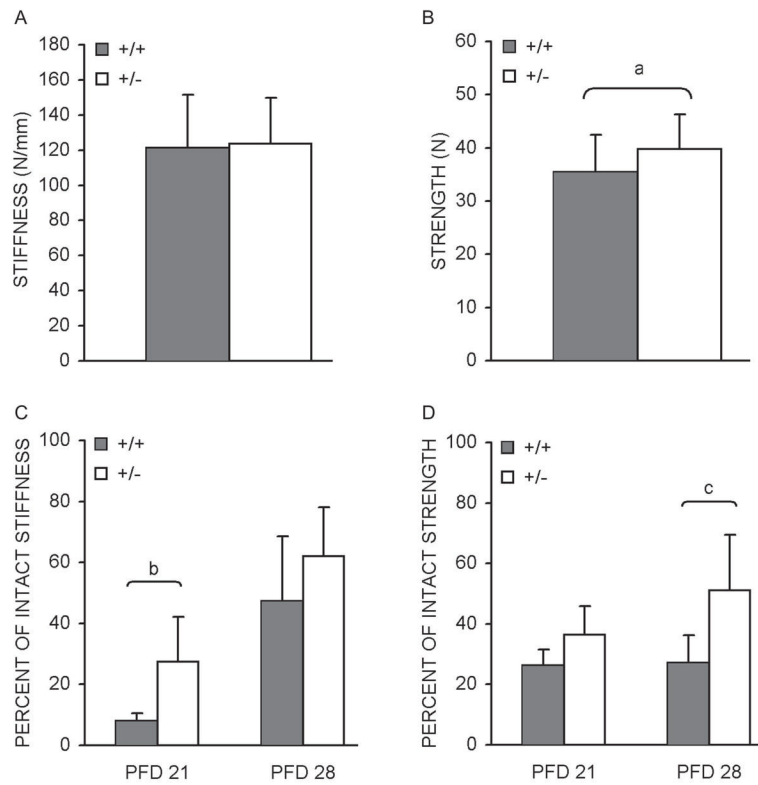 A
STIFFNESS (N/mm)
180
160
140
120
100
80
60
40
20
0
+/+
+/-
B
STRENGTH (N)
60
50
40
30
20
10
0
+/+
+/-
a
C
PERCENT OF INTACT STIFFNESS
100
80
60
40
20
0
+/+
+/-
b
PFD 21
PFD 28
D
PERCENT OF INTACT STRENGTH
100
80
60
40
20
0
+/+
+/-
c
PFD 21
PFD 28